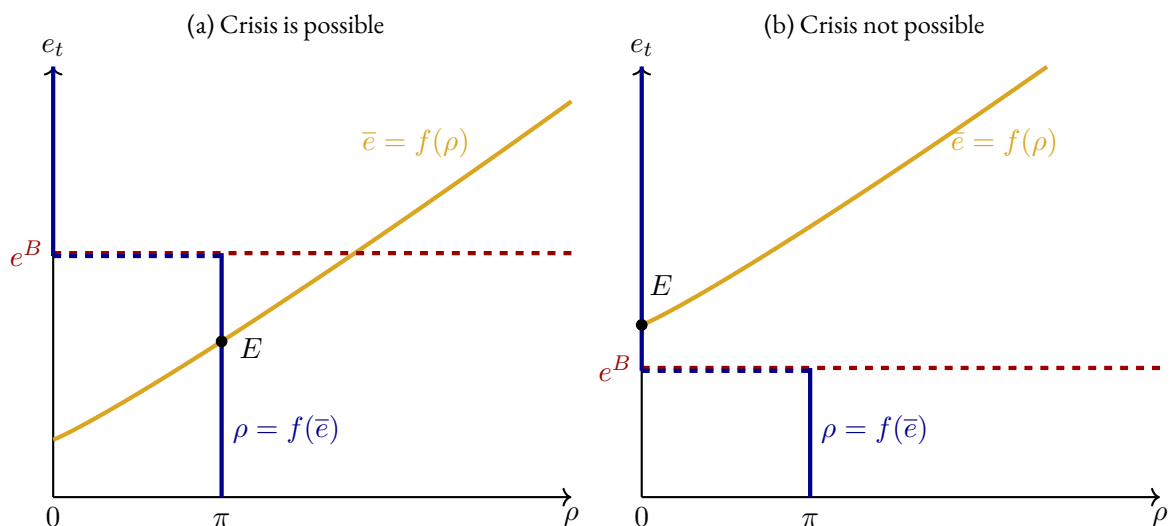 (a) Crisis is possible
e_t
ē = f(ρ)
e^B
E
ρ = f(ē)
0
π
ρ
(b) Crisis not possible
e_t
ē = f(ρ)
E
e^B
ρ = f(ē)
0
π
ρ